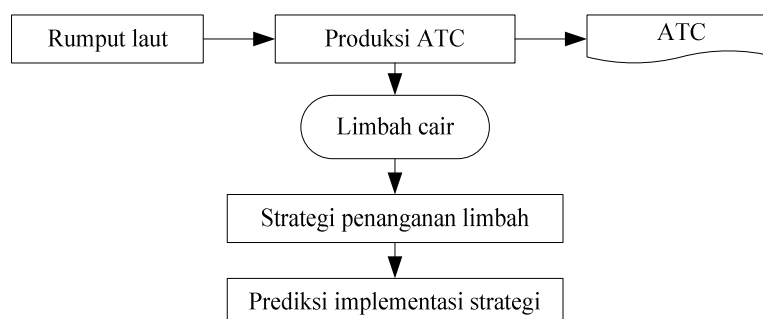 Rumput laut
Produksi ATC
ATC
Limbah cair
Strategi penanganan limbah
Prediksi implementasi strategi